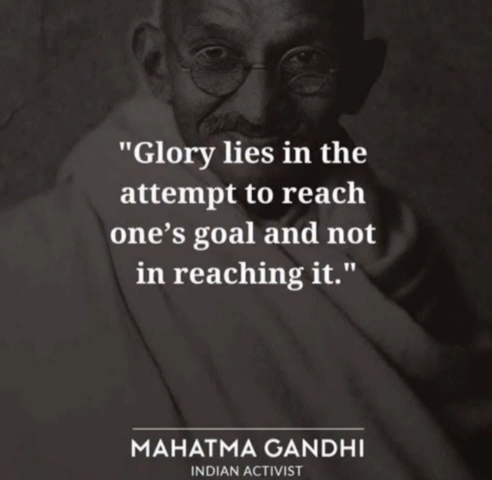 "Glory lies in the
attempt to reach
one’s goal and not
in reaching it."
MAHATMA GANDHI
INDIAN ACTIVIST